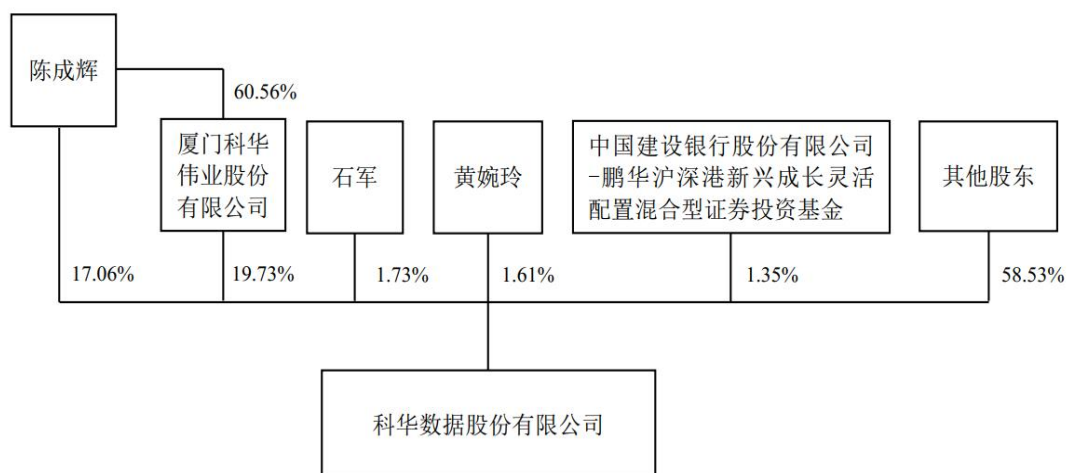 陈成辉
60.56%
厦门科华
伟业股份
有限公司
石军
黄婉玲
中国建设银行股份有限公司
-鹏华沪深港新兴成长灵活
配置混合型证券投资基金
其他股东
17.06%
19.73%
1.73%
1.61%
1.35%
58.53%
科华数据股份有限公司